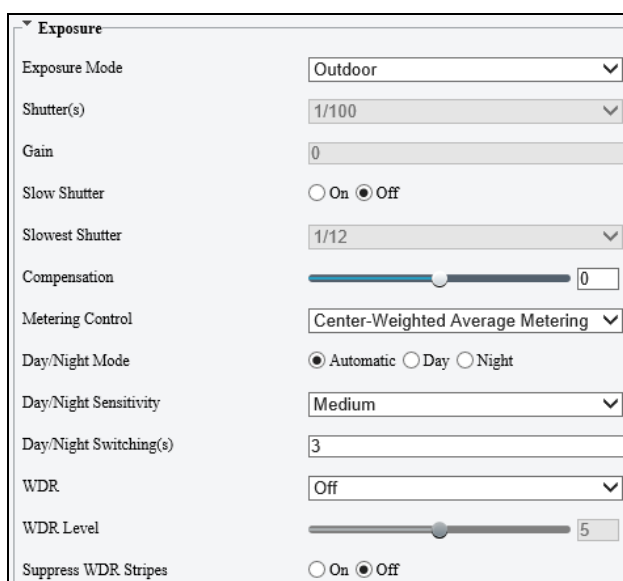 Exposure
Exposure Mode Outdoor
Shutter(s) 1/100
Gain 0
Slow Shutter On Off
Slowest Shutter 1/12
Compensation 0
Metering Control Center-Weighted Average Metering
Day/Night Mode Automatic Day Night
Day/Night Sensitivity Medium
Day/Night Switching(s) 3
WDR Off
WDR Level 5
Suppress WDR Stripes On Off